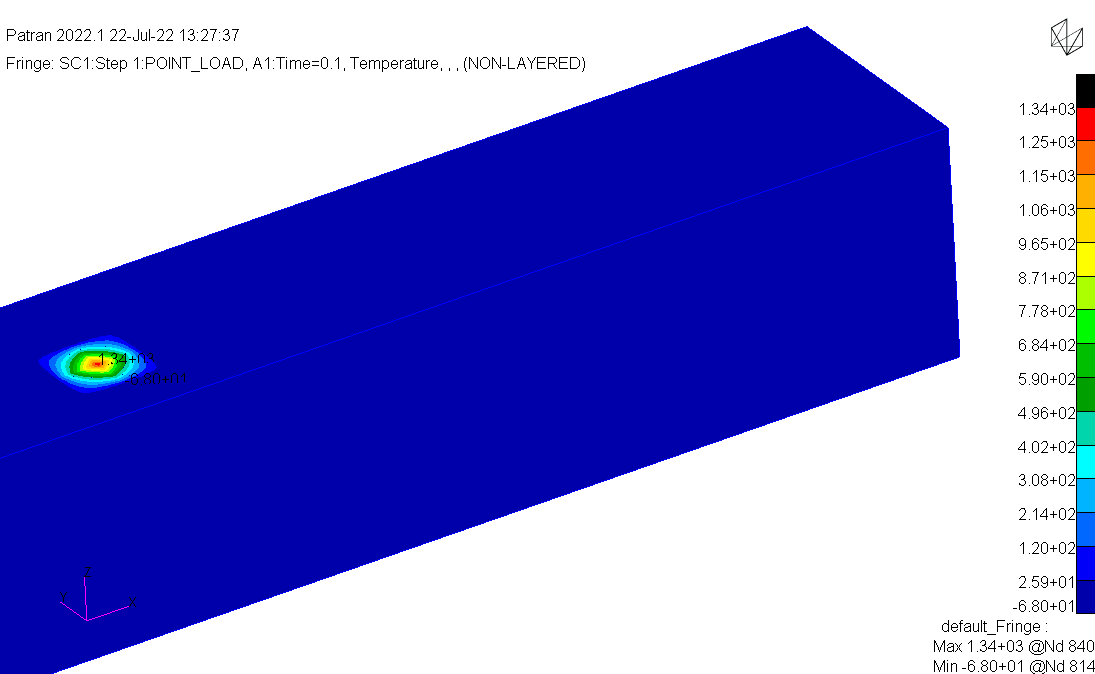 Patran 2022.1 22-Jul-22 13:27:37
Fringe: SC1:Step 1:POINT_LOAD, A1:Time=0.1, Temperature, , , (NON-LAYERED)
1.34+03
1.25+03
1.15+03
1.06+03
9.65+02
8.71+02
7.78+02
6.84+02
5.90+02
4.96+02
4.02+02
3.08+02
2.14+02
1.20+02
2.59+01
-6.80+01
1.34+03
Z
Y
X
default_Fringe :
Max 1.34+03 @Nd 840
Min -6.80+01 @Nd 814